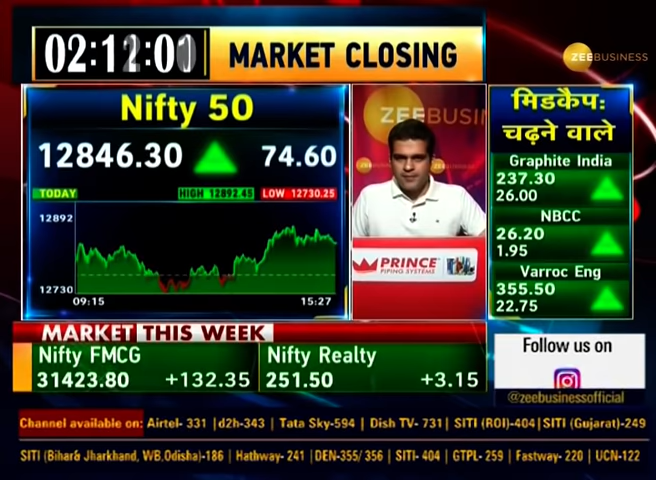 02:12:00
MARKET CLOSING
ZEEBUSINESS
Nifty 50
12846.30 74.60
TODAY HIGH 12892.45 LOW 12730.25
12892
12730
09:15 15:27
ZEEBUSIN
PRINCE
PIPING SYSTEMS
मिडकैप:
चढ़ने वाले
Graphite India
237.30
26.00
NBCC
26.20
1.95
Varroc Eng
355.50
22.75
MARKET THIS WEEK
Nifty FMCG
31423.80 +132.35
Nifty Realty
251.50 +3.15
Follow us on
@zeebusinessofficial
Channel available on: Airtel- 331 |d2h-343 | Tata Sky-594 | Dish TV- 731| SITI (ROI)-404|SITI (Gujarat)-249
SITI (Bihar& Jharkhand, WB,Odisha)-186 | Hathway- 241 |DEN-355/ 356 | SITI- 404 | GTPL- 259 | Fastway- 220 | UCN-122